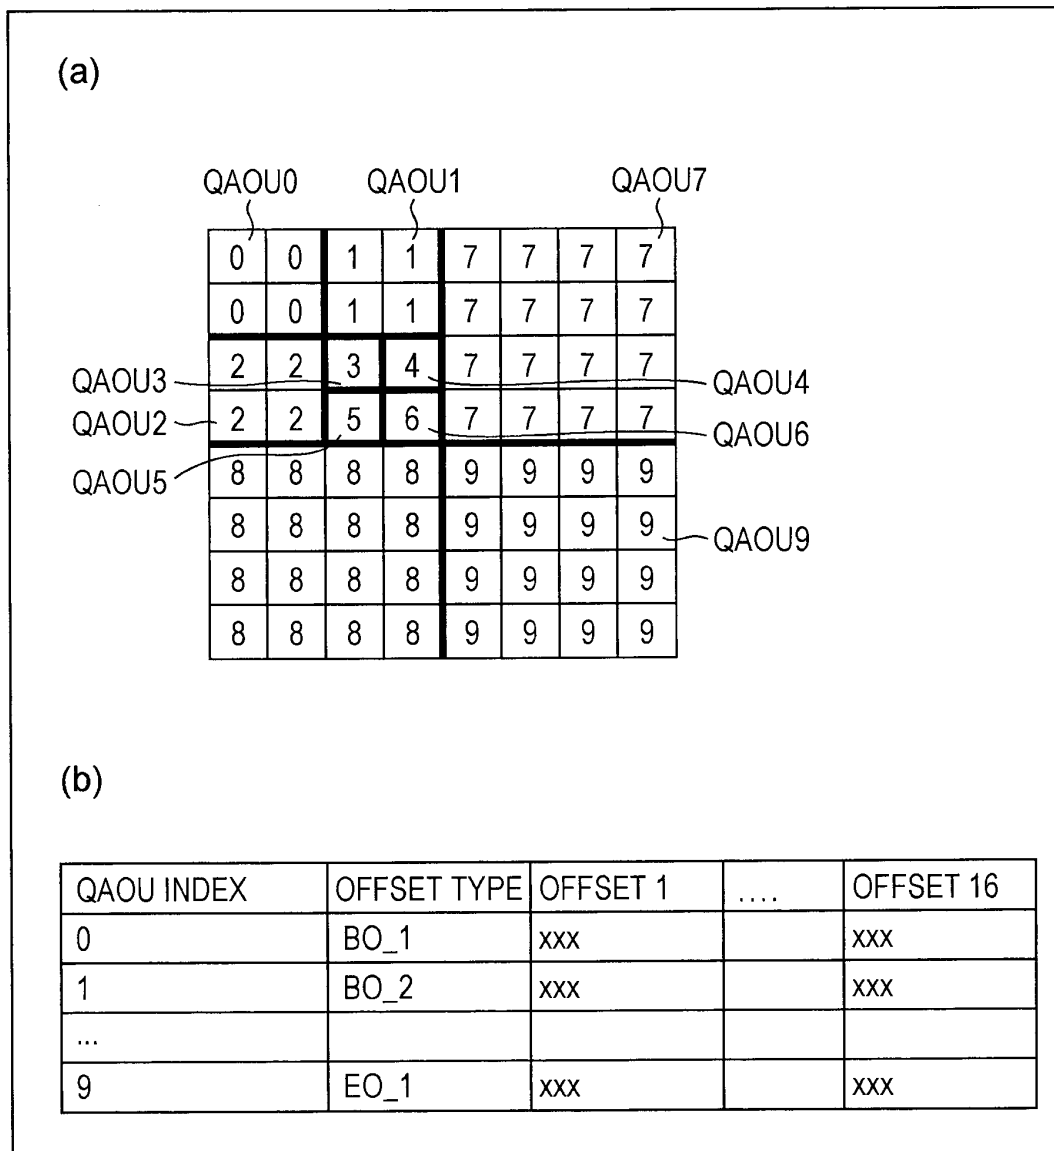 (a)
QAOU0 QAOU1 QAOU7
0 0 1 1 7 7 7 7
0 0 1 1 7 7 7 7
2 2 3 4 7 7 7 7
QAOU3 QAOU4
2 2 5 6 7 7 7 7
QAOU2 QAOU6
8 8 8 8 9 9 9 9
QAOU5
8 8 8 8 9 9 9 9
QAOU9
8 8 8 8 9 9 9 9
8 8 8 8 9 9 9 9
(b)
QAOU INDEX OFFSET TYPE OFFSET 1 .... OFFSET 16
0 BO_1 xxx xxx
1 BO_2 xxx xxx
...
9 EO_1 xxx xxx